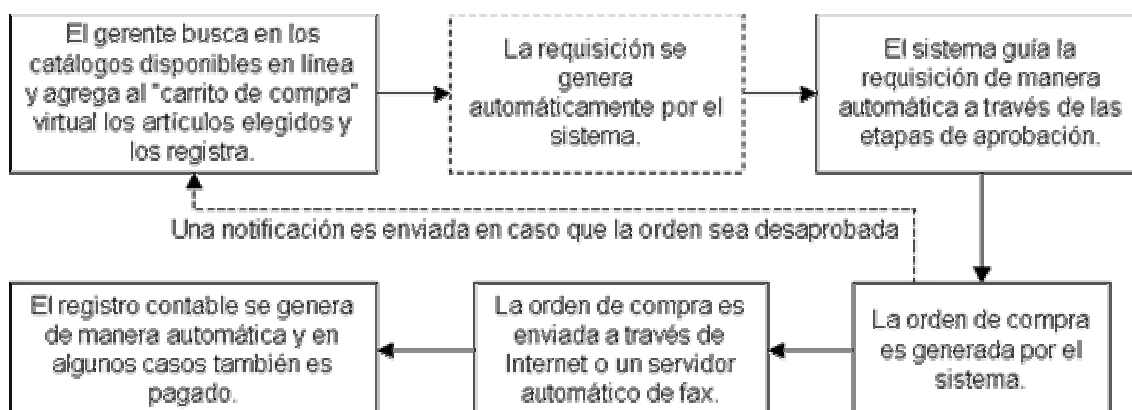 El gerente busca en los
catálogos disponibles en línea
y agrega al "carrito de compra"
virtual los artículos elegidos y
los registra.
La requisición se
genera
automáticamente por el
sistema.
El sistema guía la
requisición de manera
automática a través de las
etapas de aprobación.
Una notificación es enviada en caso que la orden sea desaprobada
La orden de compra
es generada por el
sistema.
La orden de compra es
enviada a través de
Internet o un servidor
automático de fax.
El registro contable se genera
de manera automática y en
algunos casos también es
pagado.